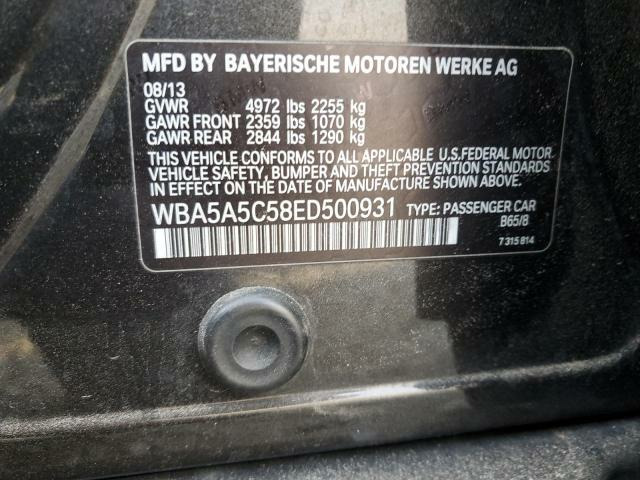 MFD BY BAYERISCHE MOTOREN WERKE AG
08/13
GVWR 4972 lbs 2255 kg
GAWR FRONT 2359 lbs 1070 kg
GAWR REAR 2844 lbs 1290 kg
THIS VEHICLE CONFORMS TO ALL APPLICABLE U.S.FEDERAL MOTOR
VEHICLE SAFETY, BUMPER AND THEFT PREVENTION STANDARDS
IN EFFECT ON THE DATE OF MANUFACTURE SHOWN ABOVE.
WBA5A5C58ED500931 TYPE: PASSENGER CAR
B65/8
7 315 814